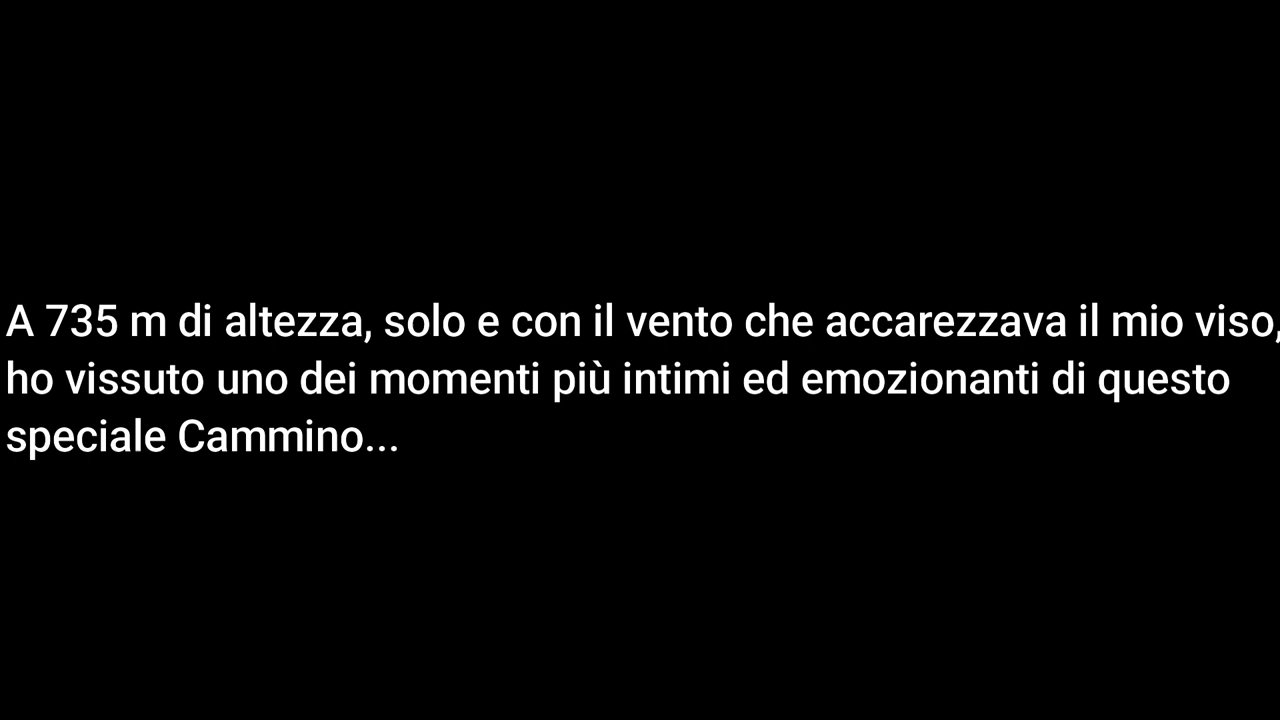 A 735 m di altezza, solo e con il vento che accarezzava il mio viso,
ho vissuto uno dei momenti più intimi ed emozionanti di questo
speciale Cammino...